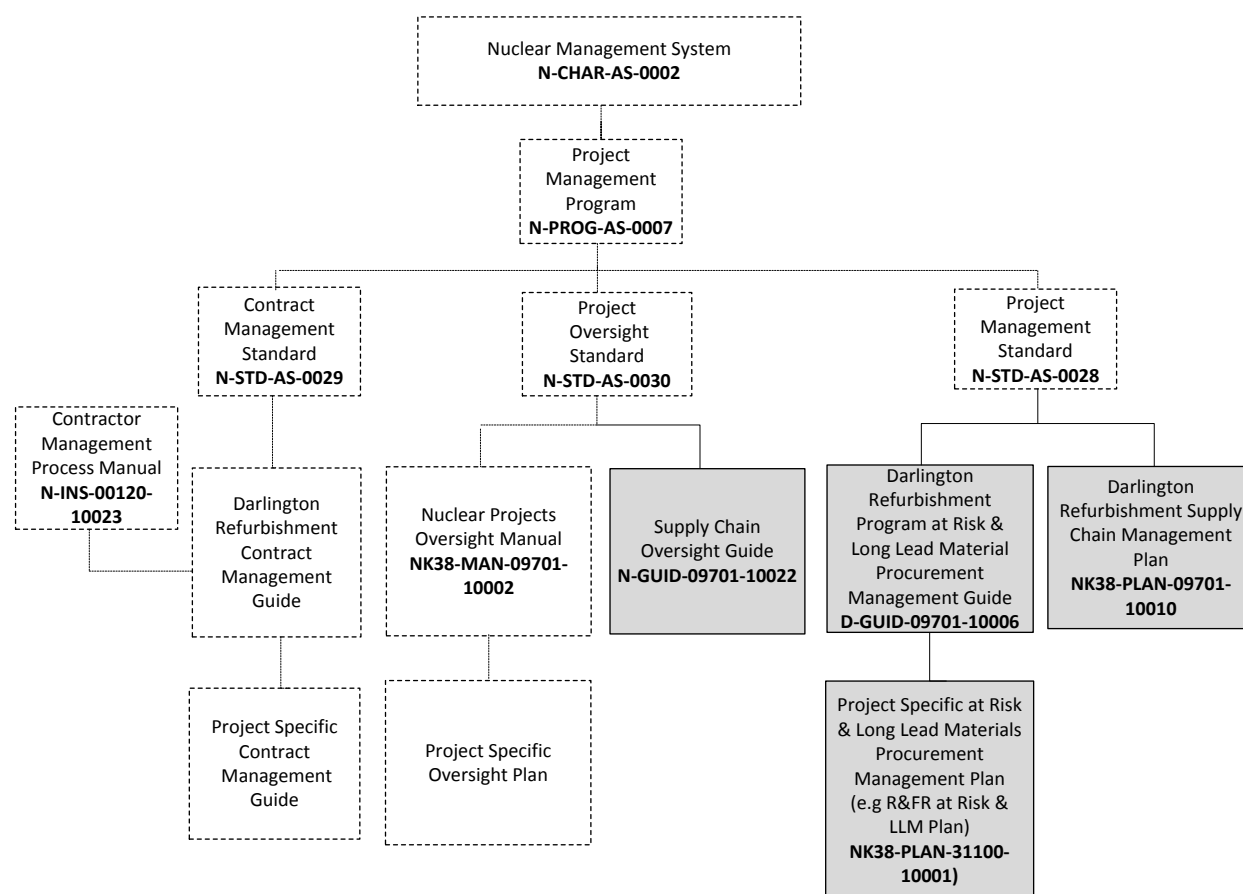 Nuclear Management System
N-CHAR-AS-0002
Project
Management
Program
N-PROG-AS-0007
Contract
Management
Standard
N-STD-AS-0029
Project
Oversight
Standard
N-STD-AS-0030
Project
Management
Standard
N-STD-AS-0028
Contractor
Management
Process Manual
N-INS-00120-
10023
Darlington
Refurbishment
Contract
Management
Guide
Nuclear Projects
Oversight Manual
NK38-MAN-09701-
10002
Supply Chain
Oversight Guide
N-GUID-09701-10022
Darlington
Refurbishment
Program at Risk &
Long Lead Material
Procurement
Management Guide
D-GUID-09701-10006
Darlington
Refurbishment Supply
Chain Management
Plan
NK38-PLAN-09701-
10010
Project Specific
Contract
Management
Guide
Project Specific
Oversight Plan
Project Specific at Risk
& Long Lead Materials
Procurement
Management Plan
(e.g R&FR at Risk &
LLM Plan)
NK38-PLAN-31100-
10001)